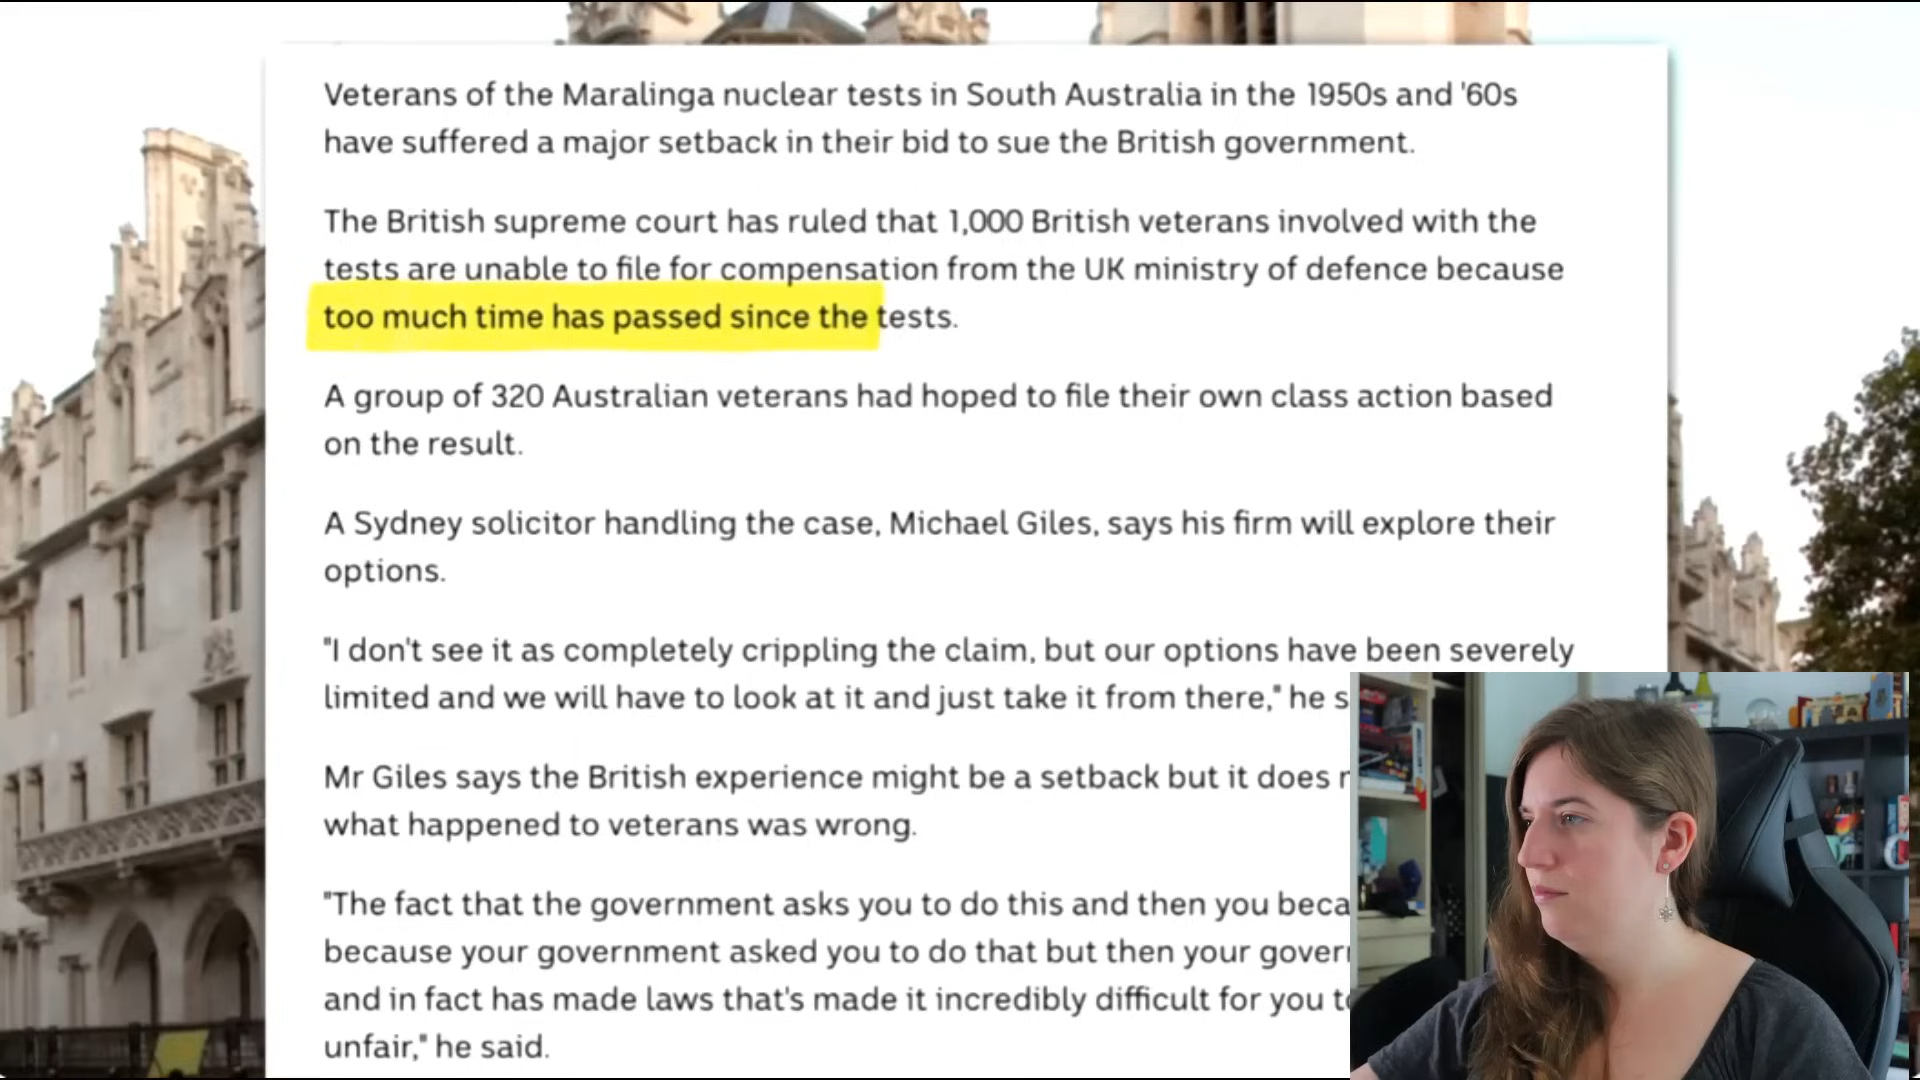 Veterans of the Maralinga nuclear tests in South Australia in the 1950s and '60s
have suffered a major setback in their bid to sue the British government.
The British supreme court has ruled that 1,000 British veterans involved with the
tests are unable to file for compensation from the UK ministry of defence because
too much time has passed since the tests.
A group of 320 Australian veterans had hoped to file their own class action based
on the result.
A Sydney solicitor handling the case, Michael Giles, says his firm will explore their
options.
"I don't see it as completely crippling the claim, but our options have been severely
limited and we will have to look at it and just take it from there," he s
Mr Giles says the British experience might be a setback but it does
what happened to veterans was wrong.
"The fact that the government asks you to do this and then you beca
because your government asked you to do that but then your gover
and in fact has made laws that's made it incredibly difficult for you
unfair," he said.